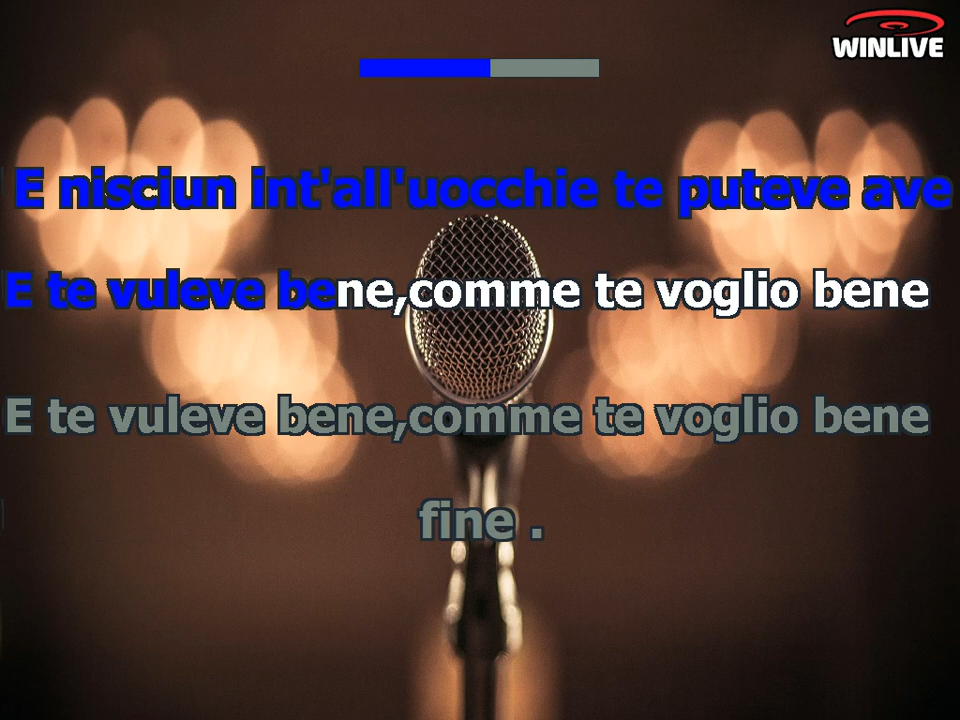 WINLIVE
E nisciun int'all'uocchie te puteve ave
E te vuleve bene,comme te voglio bene
E te vuleve bene,comme te voglio bene
fine .